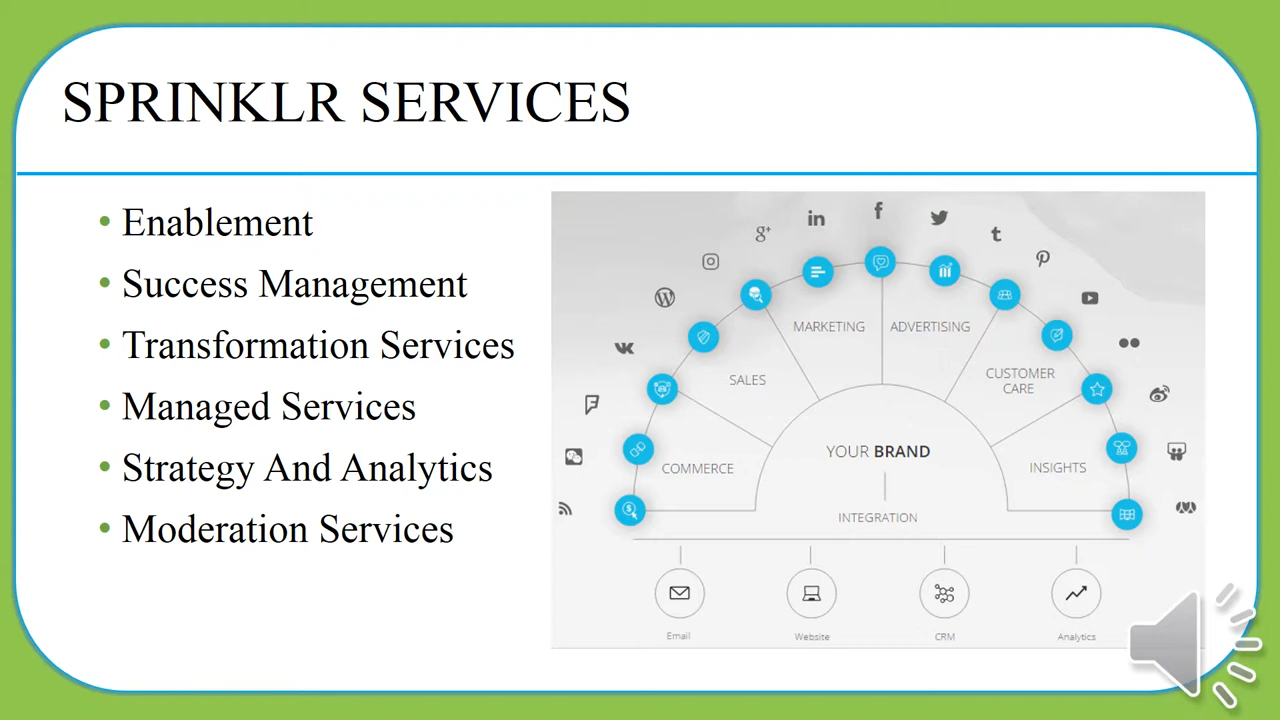 SPRINKLR SERVICES
• Enablement
• Success Management
• Transformation Services
• Managed Services
• Strategy And Analytics
• Moderation Services
in
f
g+
t
MARKETING
ADVERTISING
SALES
CUSTOMER
CARE
COMMERCE
YOUR BRAND
INSIGHTS
INTEGRATION
Email
Website
CRM
Analytics